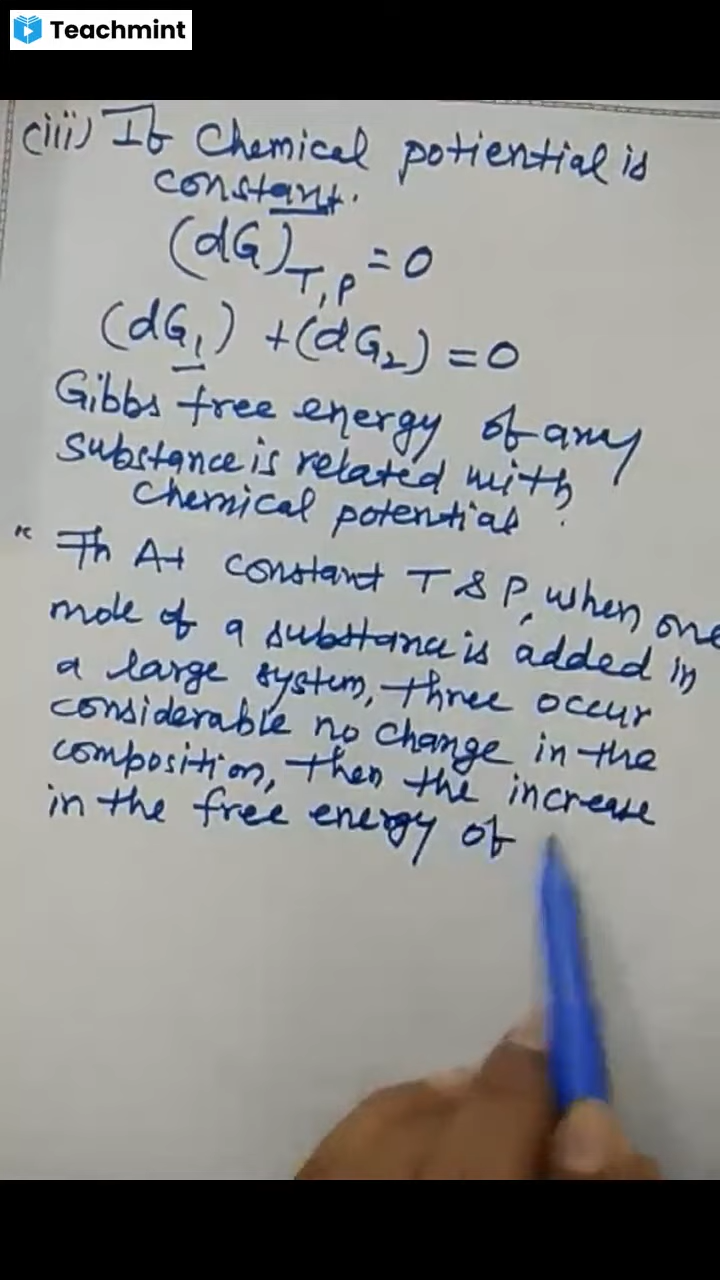 Teachmint
(iii) If Chemical potiential is
constant.
(dG)T,P = 0
(dG1) + (dG2) = 0
Gibbs free energy of any
substance is related with
Chemical potential.
" Th At constant T & P, when one
mole of a substance is added in
a large system, three occur
considerable no change in the
composition, then the increase
in the free energy of